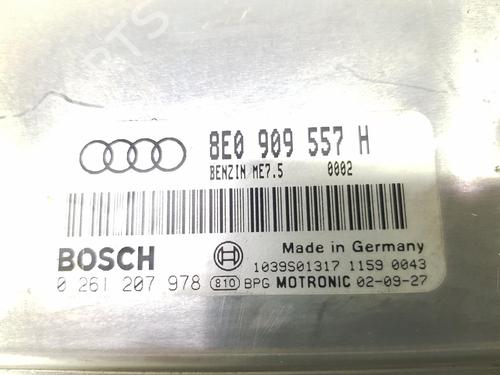 PARTS
8E0 909 557 H
BENZIN ME7.5 0002
BOSCH
Made in Germany
1039S01317 1159 0043
0 261 207 978 810 BPG MOTRONIC 02-09-27